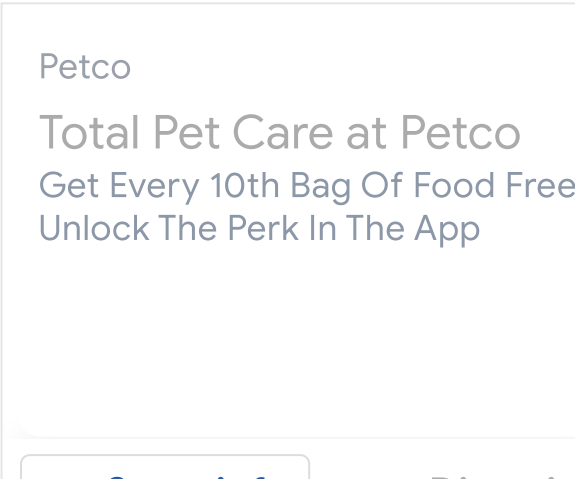 Petco
Total Pet Care at Petco
Get Every 10th Bag Of Food Free
Unlock The Perk In The App